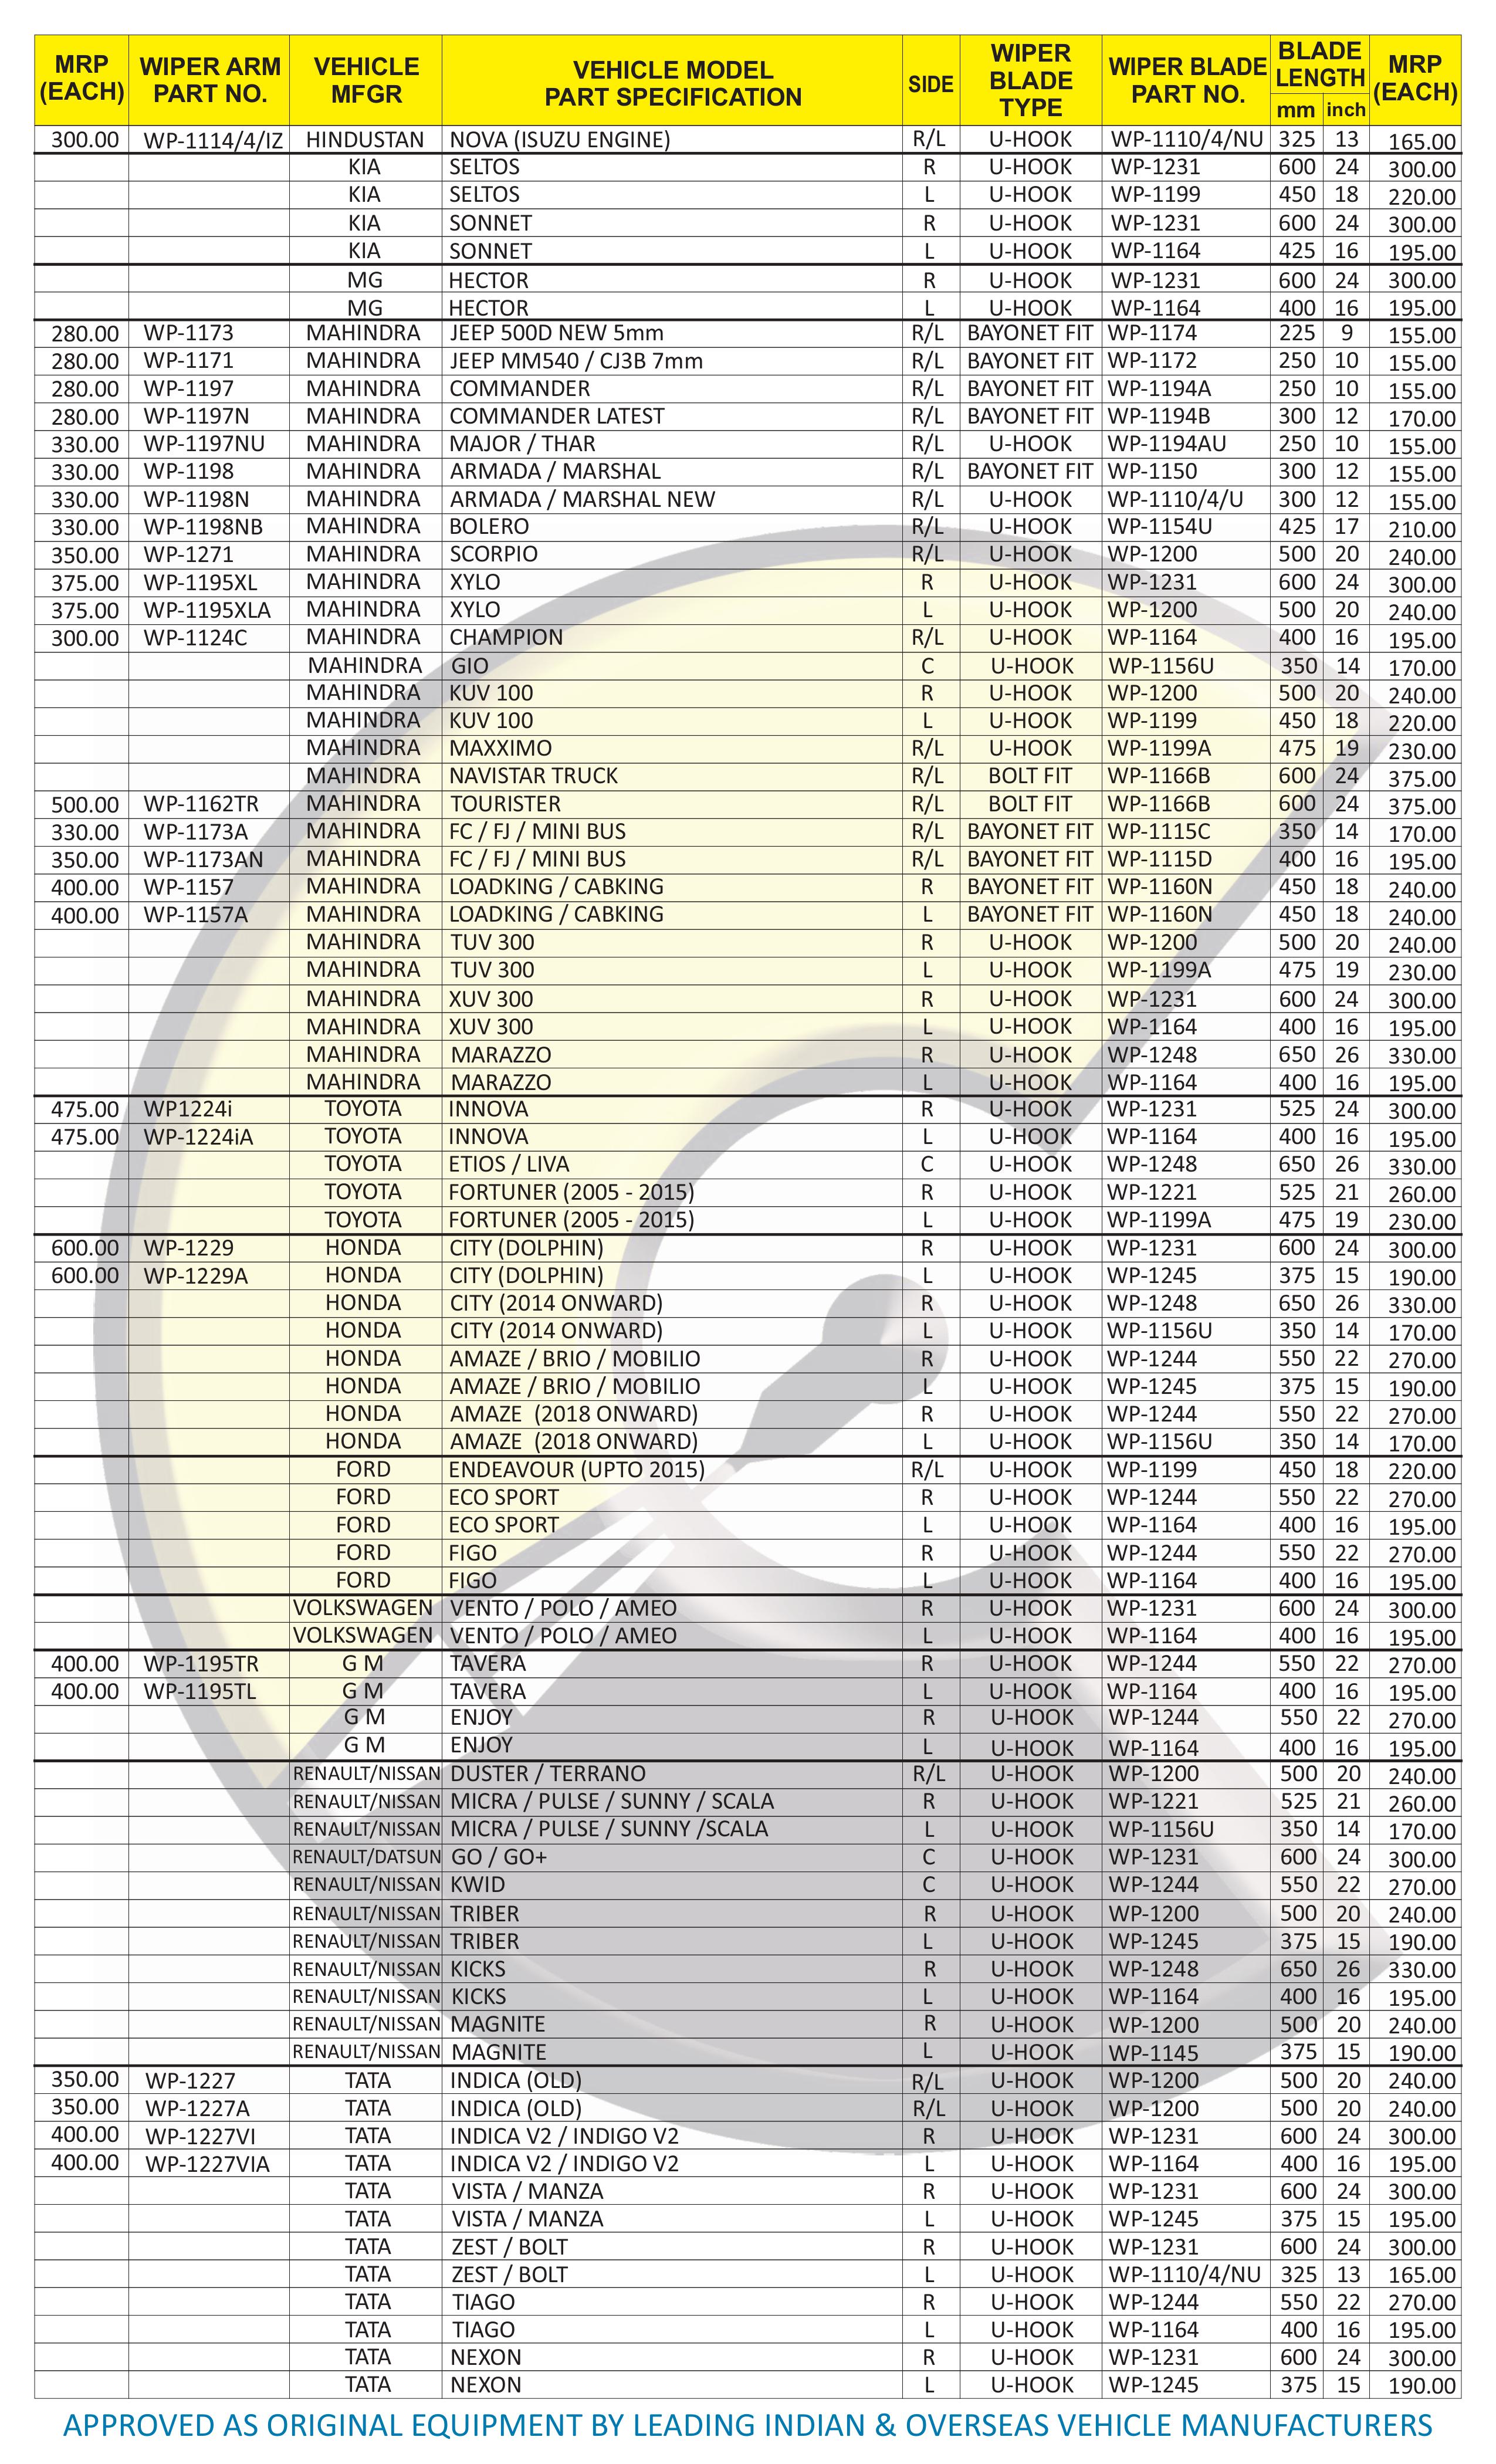 MRP (EACH) WIPER ARM PART NO. VEHICLE MFGR VEHICLE MODEL PART SPECIFICATION SIDE WIPER BLADE TYPE WIPER BLADE PART NO. BLADE LENGTH mm inch MRP (EACH)
300.00 WP-1114/4/IZ HINDUSTAN NOVA (ISUZU ENGINE) R/L U-HOOK WP-1110/4/NU 325 13 165.00
KIA SELTOS R U-HOOK WP-1231 600 24 300.00
KIA SELTOS L U-HOOK WP-1199 450 18 220.00
KIA SONNET R U-HOOK WP-1231 600 24 300.00
KIA SONNET L U-HOOK WP-1164 425 16 195.00
MG HECTOR R U-HOOK WP-1231 600 24 300.00
MG HECTOR L U-HOOK WP-1164 400 16 195.00
280.00 WP-1173 MAHINDRA JEEP 500D NEW 5mm R/L BAYONET FIT WP-1174 225 9 155.00
280.00 WP-1171 MAHINDRA JEEP MM540 / CJ3B 7mm R/L BAYONET FIT WP-1172 250 10 155.00
280.00 WP-1197 MAHINDRA COMMANDER R/L BAYONET FIT WP-1194A 250 10 155.00
280.00 WP-1197N MAHINDRA COMMANDER LATEST R/L BAYONET FIT WP-1194B 300 12 170.00
330.00 WP-1197NU MAHINDRA MAJOR / THAR R/L U-HOOK WP-1194AU 250 10 155.00
330.00 WP-1198 MAHINDRA ARMADA / MARSHAL R/L BAYONET FIT WP-1150 300 12 155.00
330.00 WP-1198N MAHINDRA ARMADA / MARSHAL NEW R/L U-HOOK WP-1110/4/U 300 12 155.00
330.00 WP-1198NB MAHINDRA BOLERO R/L U-HOOK WP-1154U 425 17 210.00
350.00 WP-1271 MAHINDRA SCORPIO R/L U-HOOK WP-1200 500 20 240.00
375.00 WP-1195XL MAHINDRA XYLO R U-HOOK WP-1231 600 24 300.00
375.00 WP-1195XLA MAHINDRA XYLO L U-HOOK WP-1200 500 20 240.00
300.00 WP-1124C MAHINDRA CHAMPION R/L U-HOOK WP-1164 400 16 195.00
MAHINDRA GIO C U-HOOK WP-1156U 350 14 170.00
MAHINDRA KUV 100 R U-HOOK WP-1200 500 20 240.00
MAHINDRA KUV 100 L U-HOOK WP-1199 450 18 220.00
MAHINDRA MAXXIMO R/L U-HOOK WP-1199A 475 19 230.00
MAHINDRA NAVISTAR TRUCK R/L BOLT FIT WP-1166B 600 24 375.00
500.00 WP-1162TR MAHINDRA TOURISTER R/L BOLT FIT WP-1166B 600 24 375.00
330.00 WP-1173A MAHINDRA FC / FJ / MINI BUS R/L BAYONET FIT WP-1115C 350 14 170.00
350.00 WP-1173AN MAHINDRA FC / FJ / MINI BUS R/L BAYONET FIT WP-1115D 400 16 195.00
400.00 WP-1157 MAHINDRA LOADKING / CABKING R BAYONET FIT WP-1160N 450 18 240.00
400.00 WP-1157A MAHINDRA LOADKING / CABKING L BAYONET FIT WP-1160N 450 18 240.00
MAHINDRA TUV 300 R U-HOOK WP-1200 500 20 240.00
MAHINDRA TUV 300 L U-HOOK WP-1199A 475 19 230.00
MAHINDRA XUV 300 R U-HOOK WP-1231 600 24 300.00
MAHINDRA XUV 300 L U-HOOK WP-1164 400 16 195.00
MAHINDRA MARAZZO R U-HOOK WP-1248 650 26 330.00
MAHINDRA MARAZZO L U-HOOK WP-1164 400 16 195.00
475.00 WP1224i TOYOTA INNOVA R U-HOOK WP-1231 525 24 300.00
475.00 WP-1224iA TOYOTA INNOVA L U-HOOK WP-1164 400 16 195.00
TOYOTA ETIOS / LIVA C U-HOOK WP-1248 650 26 330.00
TOYOTA FORTUNER (2005 - 2015) R U-HOOK WP-1221 525 21 260.00
TOYOTA FORTUNER (2005 - 2015) L U-HOOK WP-1199A 475 19 230.00
600.00 WP-1229 HONDA CITY (DOLPHIN) R U-HOOK WP-1231 600 24 300.00
600.00 WP-1229A HONDA CITY (DOLPHIN) L U-HOOK WP-1245 375 15 190.00
HONDA CITY (2014 ONWARD) R U-HOOK WP-1248 650 26 330.00
HONDA CITY (2014 ONWARD) L U-HOOK WP-1156U 350 14 170.00
HONDA AMAZE / BRIO / MOBILIO R U-HOOK WP-1244 550 22 270.00
HONDA AMAZE / BRIO / MOBILIO L U-HOOK WP-1245 375 15 190.00
HONDA AMAZE (2018 ONWARD) R U-HOOK WP-1244 550 22 270.00
HONDA AMAZE (2018 ONWARD) L U-HOOK WP-1156U 350 14 170.00
FORD ENDEAVOUR (UPTO 2015) R/L U-HOOK WP-1199 450 18 220.00
FORD ECO SPORT R U-HOOK WP-1244 550 22 270.00
FORD ECO SPORT L U-HOOK WP-1164 400 16 195.00
FORD FIGO R U-HOOK WP-1244 550 22 270.00
FORD FIGO L U-HOOK WP-1164 400 16 195.00
VOLKSWAGEN VENTO / POLO / AMEO R U-HOOK WP-1231 600 24 300.00
VOLKSWAGEN VENTO / POLO / AMEO L U-HOOK WP-1164 400 16 195.00
400.00 WP-1195TR G M TAVERA R U-HOOK WP-1244 550 22 270.00
400.00 WP-1195TL G M TAVERA L U-HOOK WP-1164 400 16 195.00
G M ENJOY R U-HOOK WP-1244 550 22 270.00
G M ENJOY L U-HOOK WP-1164 400 16 195.00
RENAULT/NISSAN DUSTER / TERRANO R/L U-HOOK WP-1200 500 20 240.00
RENAULT/NISSAN MICRA / PULSE / SUNNY / SCALA R U-HOOK WP-1221 525 21 260.00
RENAULT/NISSAN MICRA / PULSE / SUNNY /SCALA L U-HOOK WP-1156U 350 14 170.00
RENAULT/DATSUN GO / GO+ C U-HOOK WP-1231 600 24 300.00
RENAULT/NISSAN KWID C U-HOOK WP-1244 550 22 270.00
RENAULT/NISSAN TRIBER R U-HOOK WP-1200 500 20 240.00
RENAULT/NISSAN TRIBER L U-HOOK WP-1245 375 15 190.00
RENAULT/NISSAN KICKS R U-HOOK WP-1248 650 26 330.00
RENAULT/NISSAN KICKS L U-HOOK WP-1164 400 16 195.00
RENAULT/NISSAN MAGNITE R U-HOOK WP-1200 500 20 240.00
RENAULT/NISSAN MAGNITE L U-HOOK WP-1145 375 15 190.00
350.00 WP-1227 TATA INDICA (OLD) R/L U-HOOK WP-1200 500 20 240.00
350.00 WP-1227A TATA INDICA (OLD) R/L U-HOOK WP-1200 500 20 240.00
400.00 WP-1227VI TATA INDICA V2 / INDIGO V2 R U-HOOK WP-1231 600 24 300.00
400.00 WP-1227VIA TATA INDICA V2 / INDIGO V2 L U-HOOK WP-1164 400 16 195.00
TATA VISTA / MANZA R U-HOOK WP-1231 600 24 300.00
TATA VISTA / MANZA L U-HOOK WP-1245 375 15 195.00
TATA ZEST / BOLT R U-HOOK WP-1231 600 24 300.00
TATA ZEST / BOLT L U-HOOK WP-1110/4/NU 325 13 165.00
TATA TIAGO R U-HOOK WP-1244 550 22 270.00
TATA TIAGO L U-HOOK WP-1164 400 16 195.00
TATA NEXON R U-HOOK WP-1231 600 24 300.00
TATA NEXON L U-HOOK WP-1245 375 15 190.00
APPROVED AS ORIGINAL EQUIPMENT BY LEADING INDIAN & OVERSEAS VEHICLE MANUFACTURERS